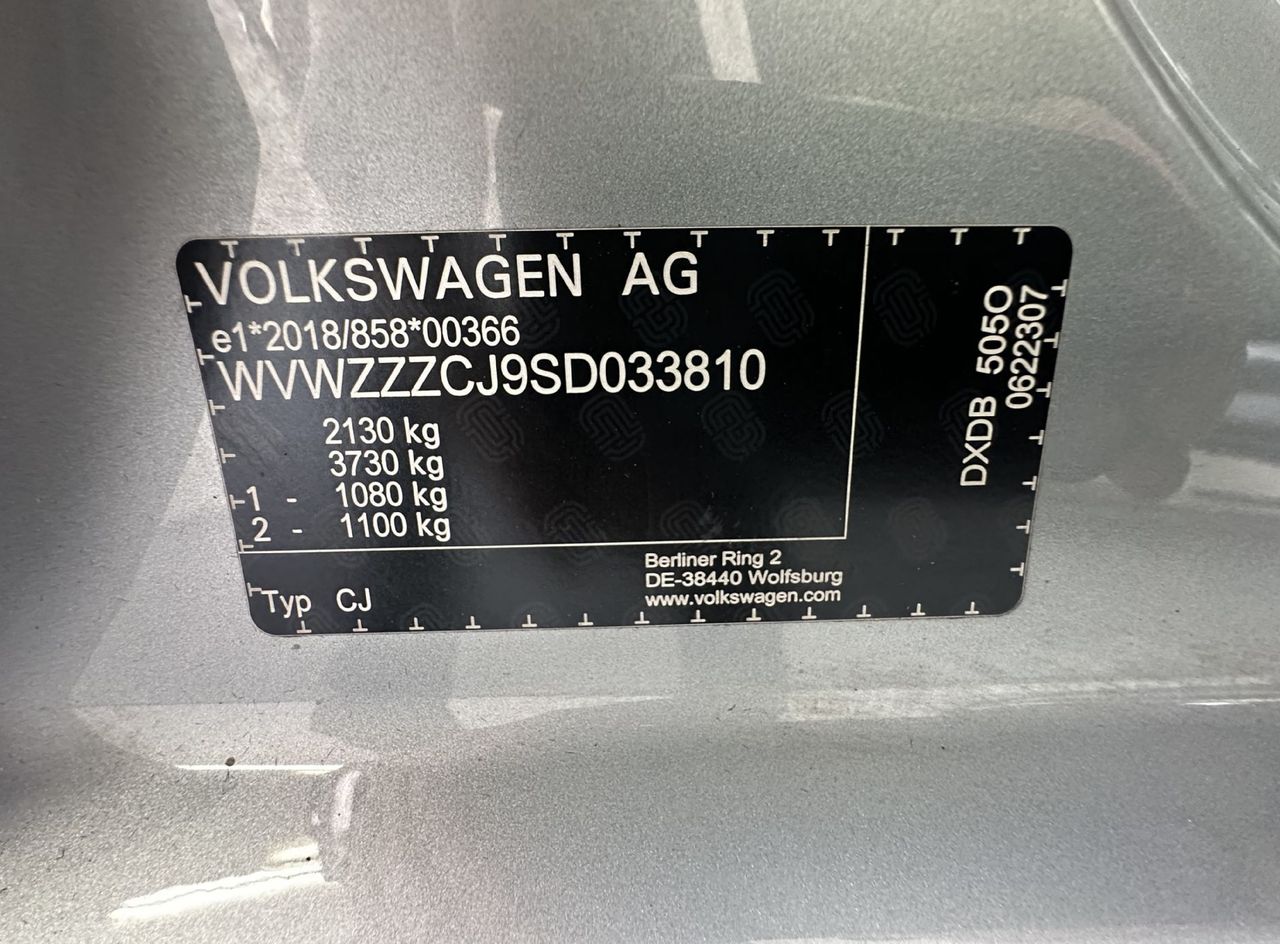 VOLKSWAGEN AG
e1*2018/858*00366
WVWZZZCJ9SD033810
2130 kg
3730 kg
1 - 1080 kg
2 - 1100 kg
Typ CJ
Berliner Ring 2
DE-38440 Wolfsburg
www.volkswagen.com
DXDB 505O
0622307